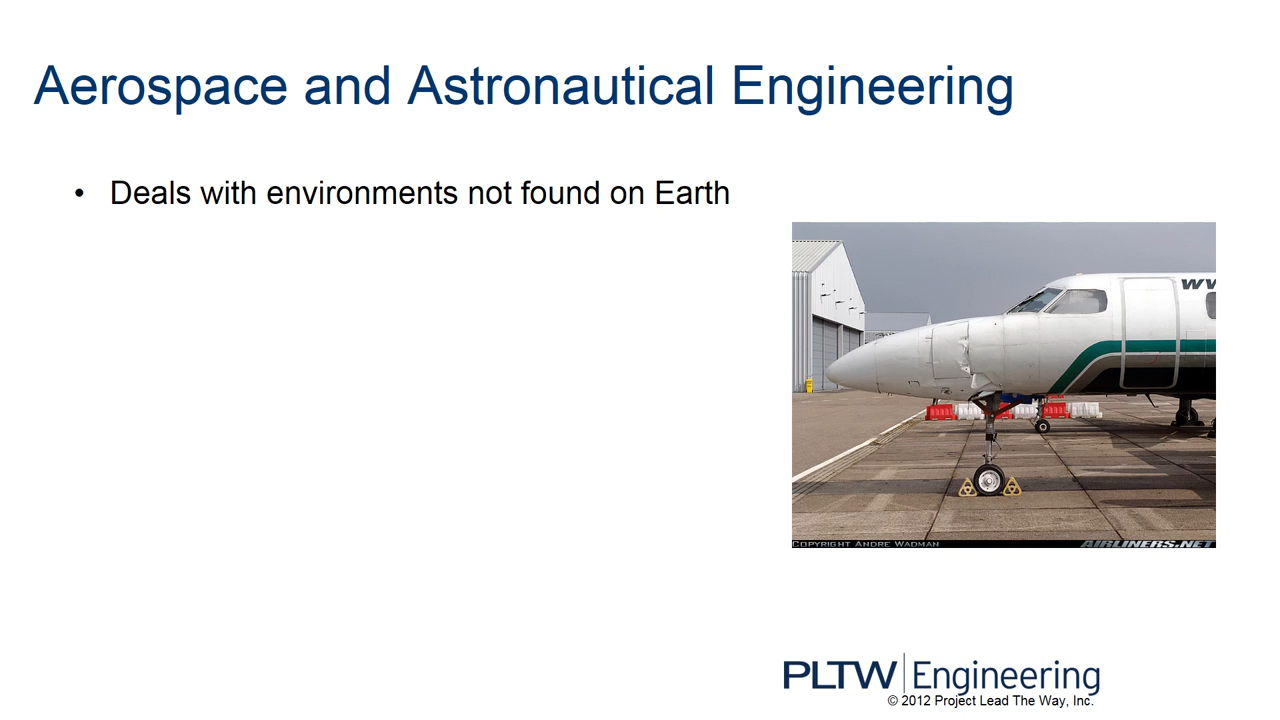 Aerospace and Astronautical Engineering
• Deals with environments not found on Earth
COPYRIGHT ANDRE WADMAN
AIRLINERS.NET
PLTW Engineering
© 2012 Project Lead The Way, Inc.